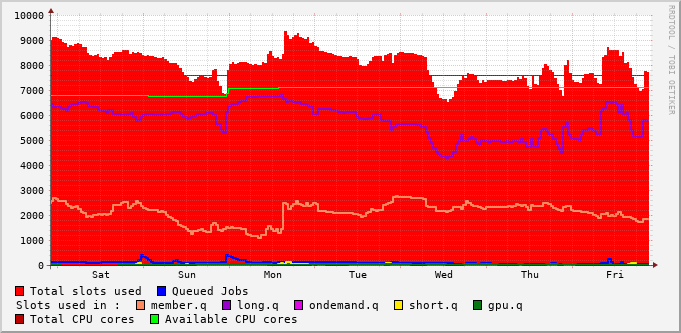 10000
9000
8000
7000
6000
5000
4000
3000
2000
1000
0
Sat Sun Mon Tue Wed Thu Fri
RRDTOOL / TOBI OETIKER
Total slots used Queued Jobs
Slots used in : member.q long.q ondemand.q short.q gpu.q
Total CPU cores Available CPU cores